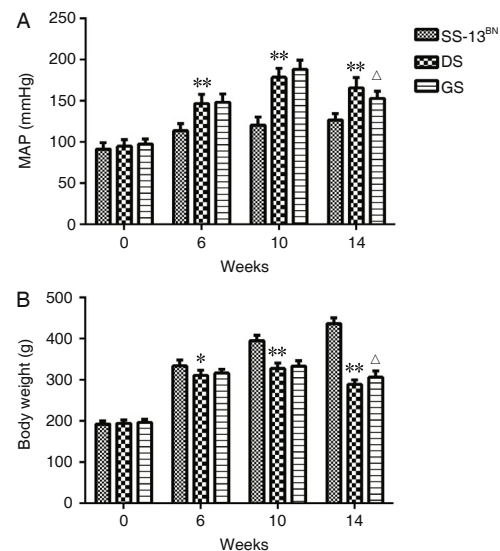 A
SS-13ᴮᴺ
DS
GS
250
200
150
100
50
0
MAP (mmHg)
** ** ** △
0 6 10 14
Weeks
B
500
400
300
200
100
0
Body weight (g)
* ** ** △
0 6 10 14
Weeks